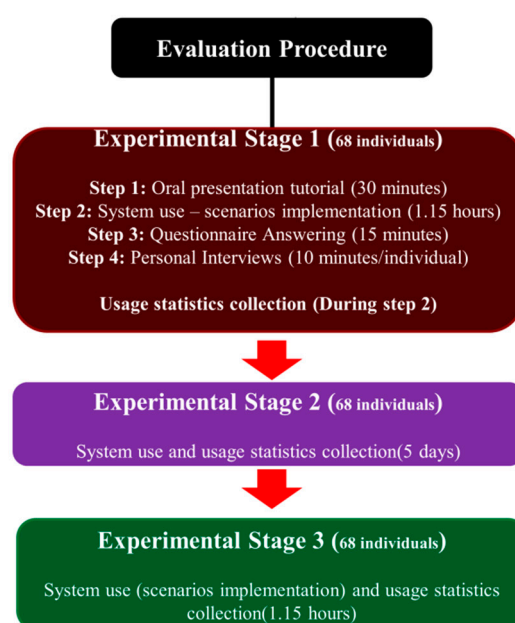 Evaluation Procedure
Experimental Stage 1 (68 individuals)
Step 1: Oral presentation tutorial (30 minutes)
Step 2: System use – scenarios implementation (1.15 hours)
Step 3: Questionnaire Answering (15 minutes)
Step 4: Personal Interviews (10 minutes/individual)
Usage statistics collection (During step 2)
Experimental Stage 2 (68 individuals)
System use and usage statistics collection(5 days)
Experimental Stage 3 (68 individuals)
System use (scenarios implementation) and usage statistics
collection(1.15 hours)